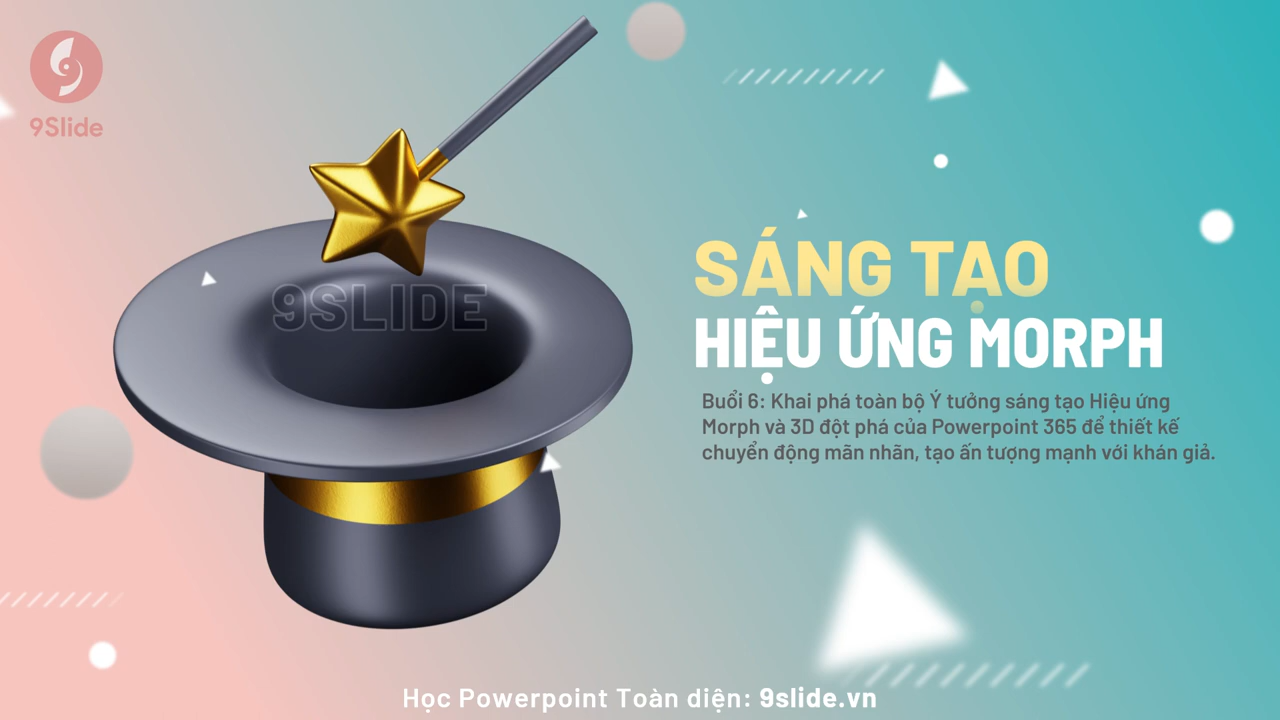 9Slide
9SLIDE
SÁNG TẠO
HIỆU ỨNG MORPH
Buổi 6: Khai phá toàn bộ Ý tưởng sáng tạo Hiệu ứng
Morph và 3D đột phá của Powerpoint 365 để thiết kế
chuyển động mãn nhãn, tạo ấn tượng mạnh với khán giả.
Học Powerpoint Toàn diện: 9slide.vn